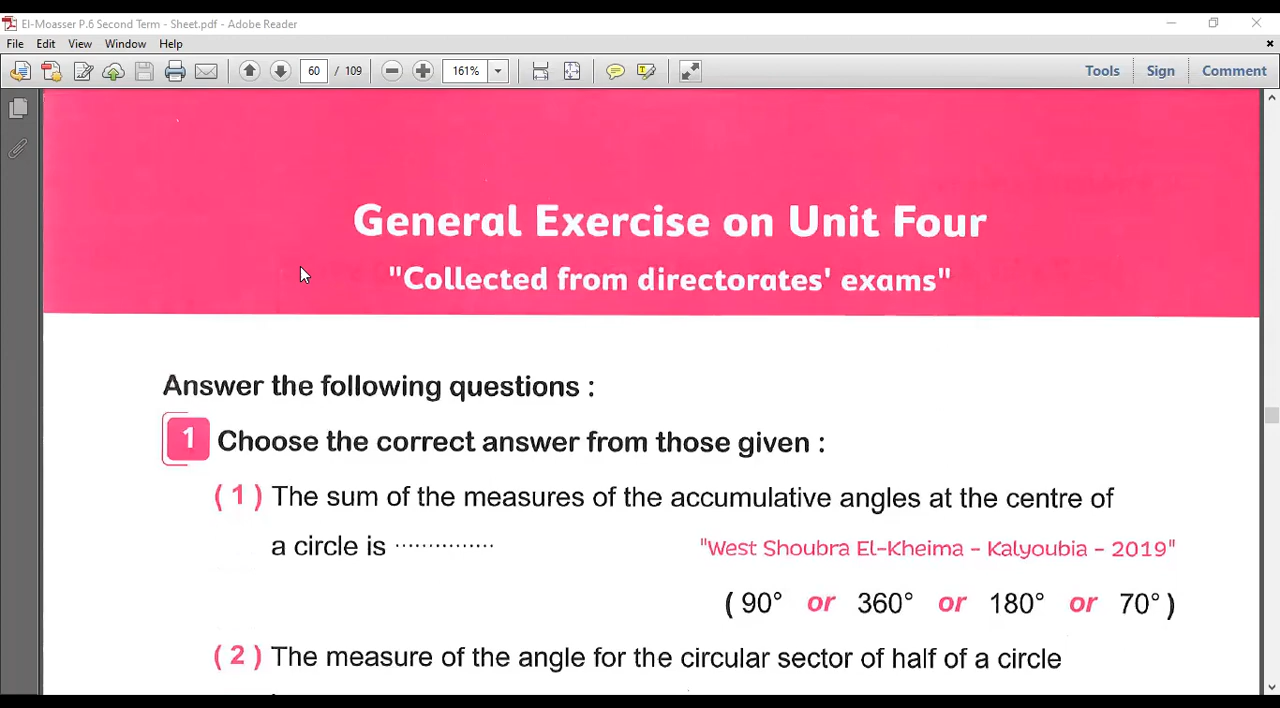 El-Moasser P.6 Second Term - Sheet.pdf - Adobe Reader
File Edit View Window Help
60 / 109 161% Tools Sign Comment
General Exercise on Unit Four
"Collected from directorates' exams"
Answer the following questions :
1 Choose the correct answer from those given :
( 1 ) The sum of the measures of the accumulative angles at the centre of
a circle is ...............
"West Shoubra El-Kheima - Kalyoubia - 2019"
( 90° or 360° or 180° or 70° )
( 2 ) The measure of the angle for the circular sector of half of a circle